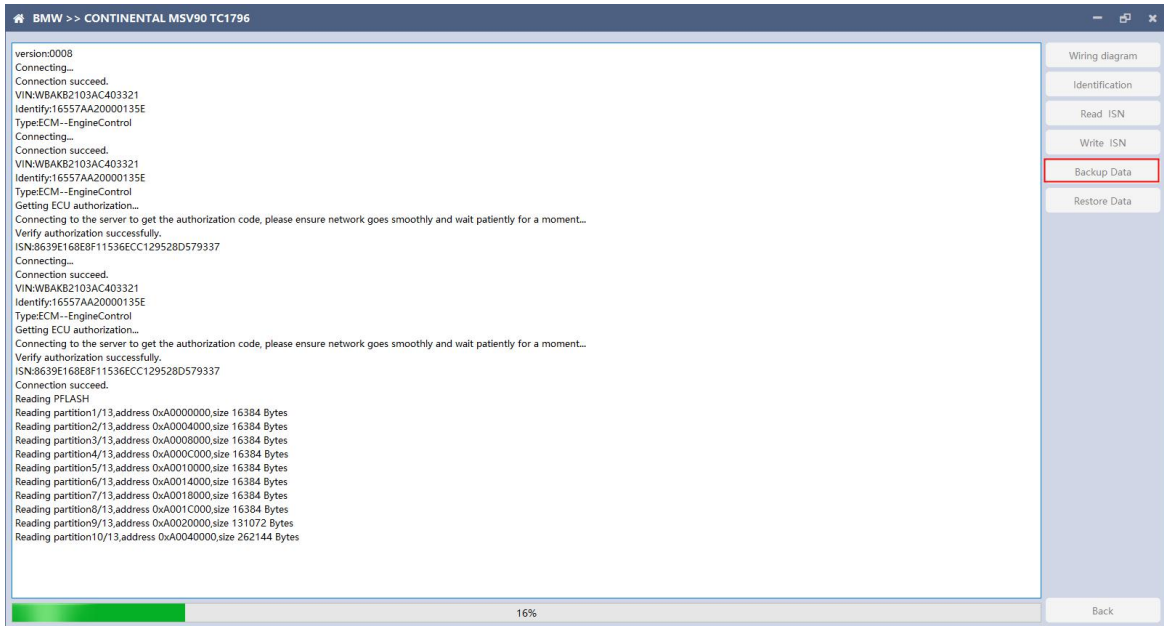 BMW >> CONTINENTAL MSV90 TC1796
version:0008
Connecting...
Connection succeed.
VIN:WBAKB2103AC403321
Identify:16557AA20000135E
Type:ECM--EngineControl
Connecting...
Connection succeed.
VIN:WBAKB2103AC403321
Identify:16557AA20000135E
Type:ECM--EngineControl
Getting ECU authorization...
Connecting to the server to get the authorization code, please ensure network goes smoothly and wait patiently for a moment...
Verify authorization successfully.
ISN:8639E168E8F11536ECC129528D579337
Connecting...
Connection succeed.
VIN:WBAKB2103AC403321
Identify:16557AA20000135E
Type:ECM--EngineControl
Getting ECU authorization...
Connecting to the server to get the authorization code, please ensure network goes smoothly and wait patiently for a moment...
Verify authorization successfully.
ISN:8639E168E8F11536ECC129528D579337
Connection succeed.
Reading PFLASH
Reading partition1/13,address 0xA0000000,size 16384 Bytes
Reading partition2/13,address 0xA0004000,size 16384 Bytes
Reading partition3/13,address 0xA0008000,size 16384 Bytes
Reading partition4/13,address 0xA000C000,size 16384 Bytes
Reading partition5/13,address 0xA0010000,size 16384 Bytes
Reading partition6/13,address 0xA0014000,size 16384 Bytes
Reading partition7/13,address 0xA0018000,size 16384 Bytes
Reading partition8/13,address 0xA001C000,size 16384 Bytes
Reading partition9/13,address 0xA0020000,size 131072 Bytes
Reading partition10/13,address 0xA0040000,size 262144 Bytes
16%
Wiring diagram
Identification
Read ISN
Write ISN
Backup Data
Restore Data
Back